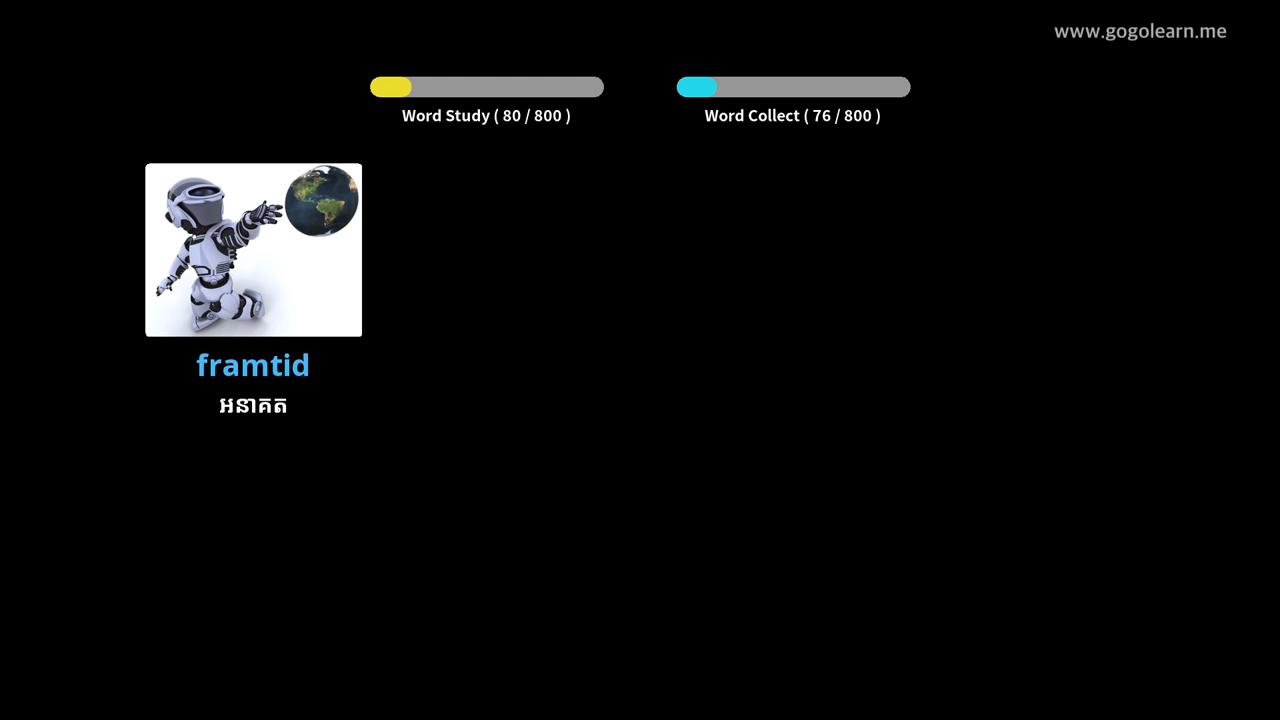 www.gogolearn.me
Word Study ( 80 / 800 )
Word Collect ( 76 / 800 )
framtid
អនាគត